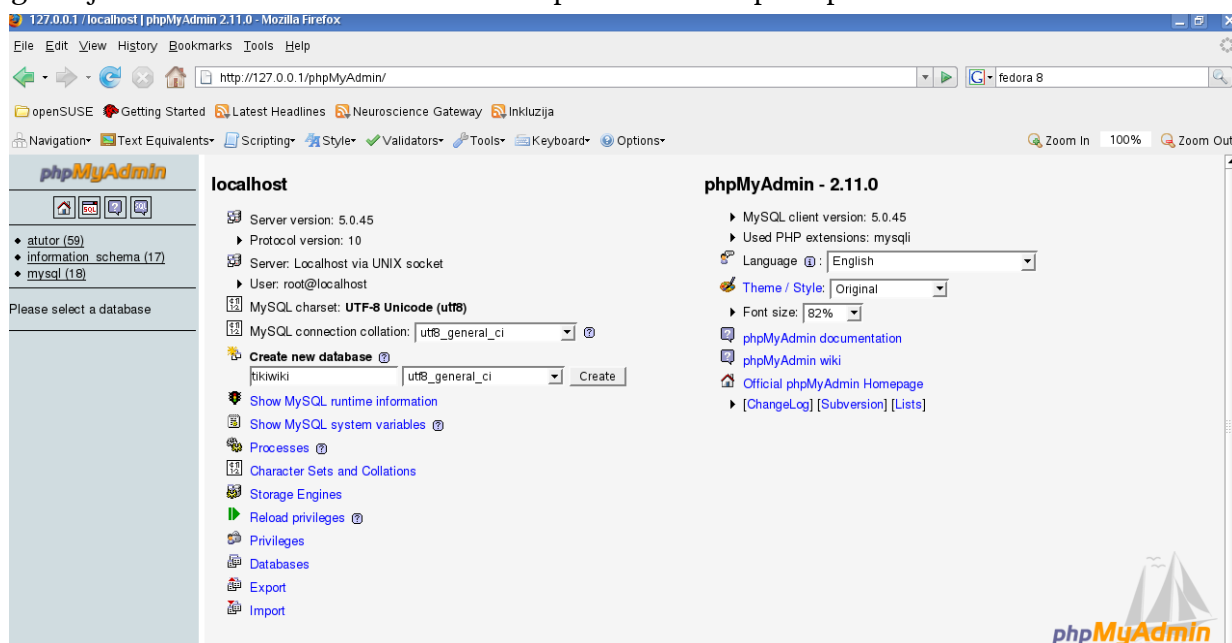 127.0.0.1 / localhost | phpMyAdmin 2.11.0 - Mozilla Firefox
File Edit View History Bookmarks Tools Help
http://127.0.0.1/phpMyAdmin/ G fedora 8
openSUSE Getting Started Latest Headlines Neuroscience Gateway Inkluzija
Navigation Text Equivalents Scripting Style Validators Tools Keyboard Options Zoom In 100% Zoom Out
phpMyAdmin
SQL
atutor (59)
information_schema (17)
mysql (18)
Please select a database
localhost
Server version: 5.0.45
Protocol version: 10
Server: Localhost via UNIX socket
User: root@localhost
MySQL charset: UTF-8 Unicode (utf8)
MySQL connection collation: utf8_general_ci
Create new database
tikiwiki utf8_general_ci Create
Show MySQL runtime information
Show MySQL system variables
Processes
Character Sets and Collations
Storage Engines
Reload privileges
Privileges
Databases
Export
Import
phpMyAdmin - 2.11.0
MySQL client version: 5.0.45
Used PHP extensions: mysqli
Language : English
Theme / Style: Original
Font size: 82%
phpMyAdmin documentation
phpMyAdmin wiki
Official phpMyAdmin Homepage
[ChangeLog] [Subversion] [Lists]
phpMyAdmin